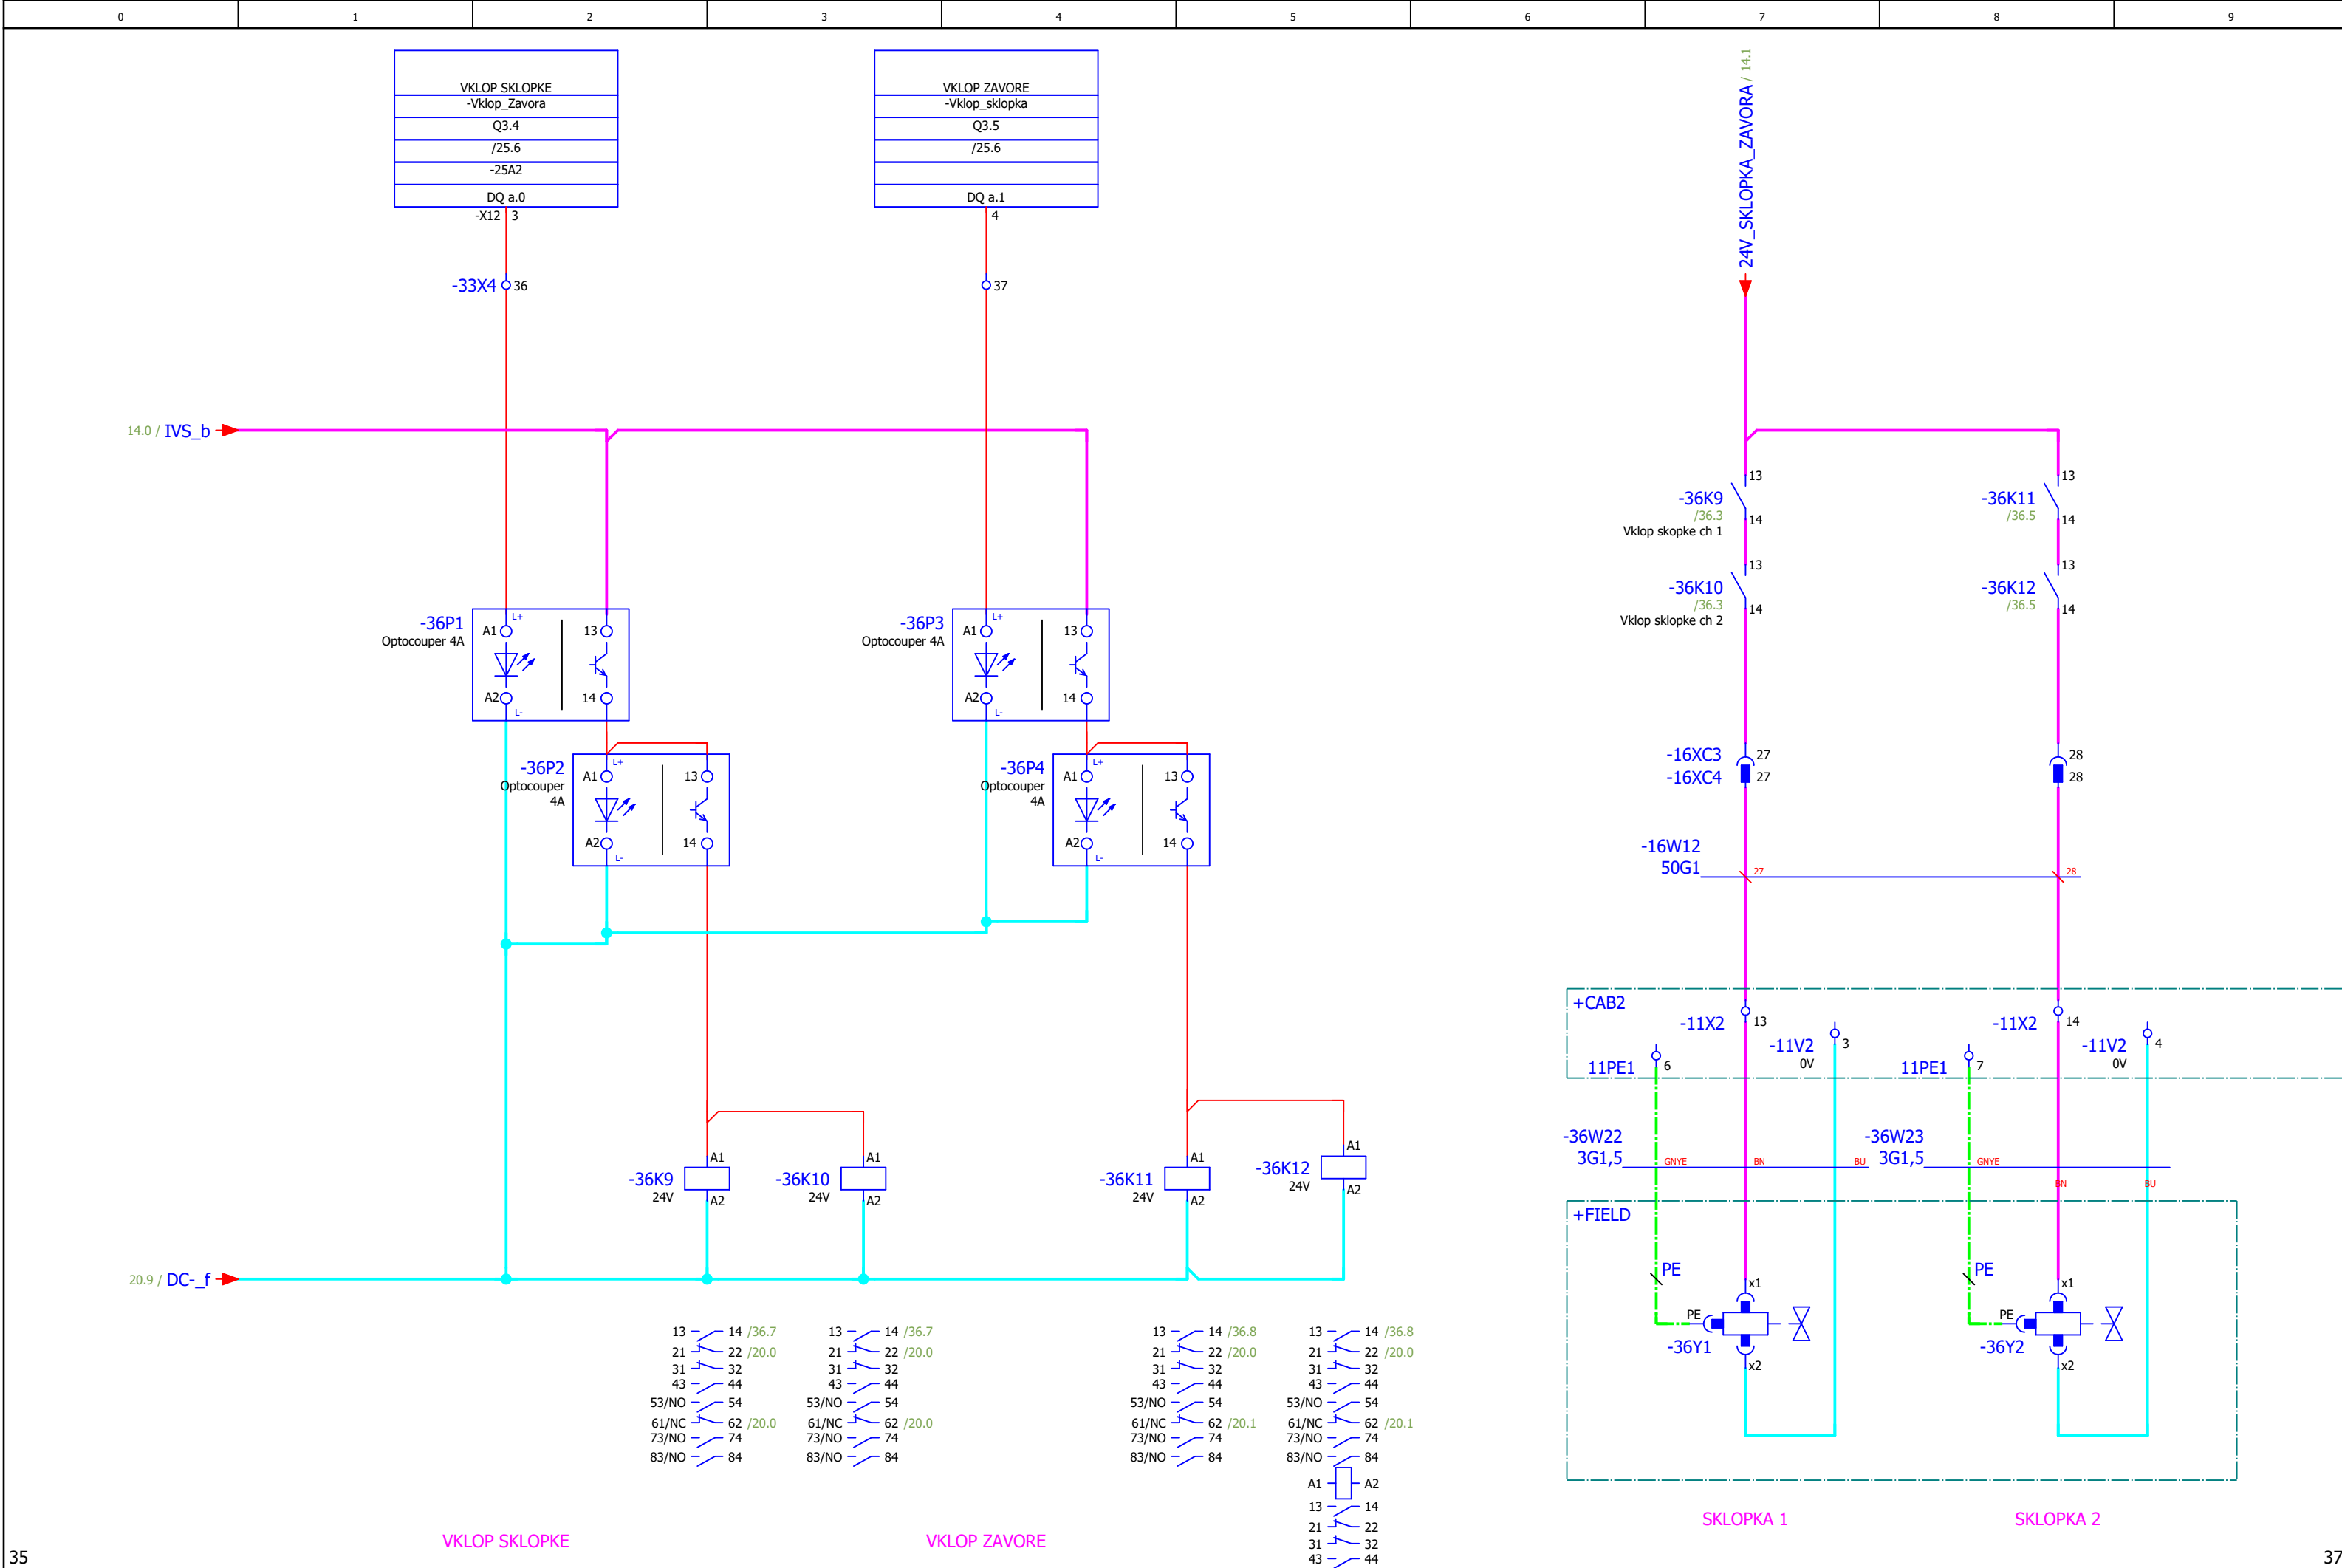 0 1 2 3 4 5 6 7 8 9
VKLOP SKLOPKE
-Vklop_Zavora
Q3.4
/25.6
-25A2
DQ a.0
-X12 3
-33X4 36
VKLOP ZAVORE
-Vklop_sklopka
Q3.5
/25.6
DQ a.1
4
37
24V_SKLOPKA_ZAVORA / 14.1
14.0 / IVS_b
-36P1
Optocouper 4A
A1 L+ 13
A2 L- 14
-36P3
Optocouper 4A
A1 L+ 13
A2 L- 14
-36P2
Optocouper
4A
A1 L+ 13
A2 L- 14
-36P4
Optocouper
4A
A1 L+ 13
A2 L- 14
-36K9
24V
A1
A2
-36K10
24V
A1
A2
-36K11
24V
A1
A2
-36K12
24V
A1
A2
20.9 / DC-_f
13 14 /36.7
21 22 /20.0
31 32
43 44
53/NO 54
61/NC 62 /20.0
73/NO 74
83/NO 84
13 14 /36.7
21 22 /20.0
31 32
43 44
53/NO 54
61/NC 62 /20.0
73/NO 74
83/NO 84
13 14 /36.8
21 22 /20.0
31 32
43 44
53/NO 54
61/NC 62 /20.1
73/NO 74
83/NO 84
13 14 /36.8
21 22 /20.0
31 32
43 44
53/NO 54
61/NC 62 /20.1
73/NO 74
83/NO 84
A1 A2
13 14
21 22
31 32
43 44
VKLOP SKLOPKE
VKLOP ZAVORE
-36K9
/36.3
Vklop skopke ch 1
13
14
-36K11
/36.5
13
14
-36K10
/36.3
Vklop sklopke ch 2
13
14
-36K12
/36.5
13
14
-16XC3 27 28
-16XC4 27 28
-16W12
50G1
27 28
+CAB2
-11X2 13
-11V2 3
0V
11PE1 6
-11X2 14
-11V2 4
0V
11PE1 7
-36W22
3G1,5
GNYE BN BU
-36W23
3G1,5
GNYE
BN BU
+FIELD
PE
x1
PE
-36Y1
x2
PE
x1
PE
-36Y2
x2
SKLOPKA 1
SKLOPKA 2
35
37